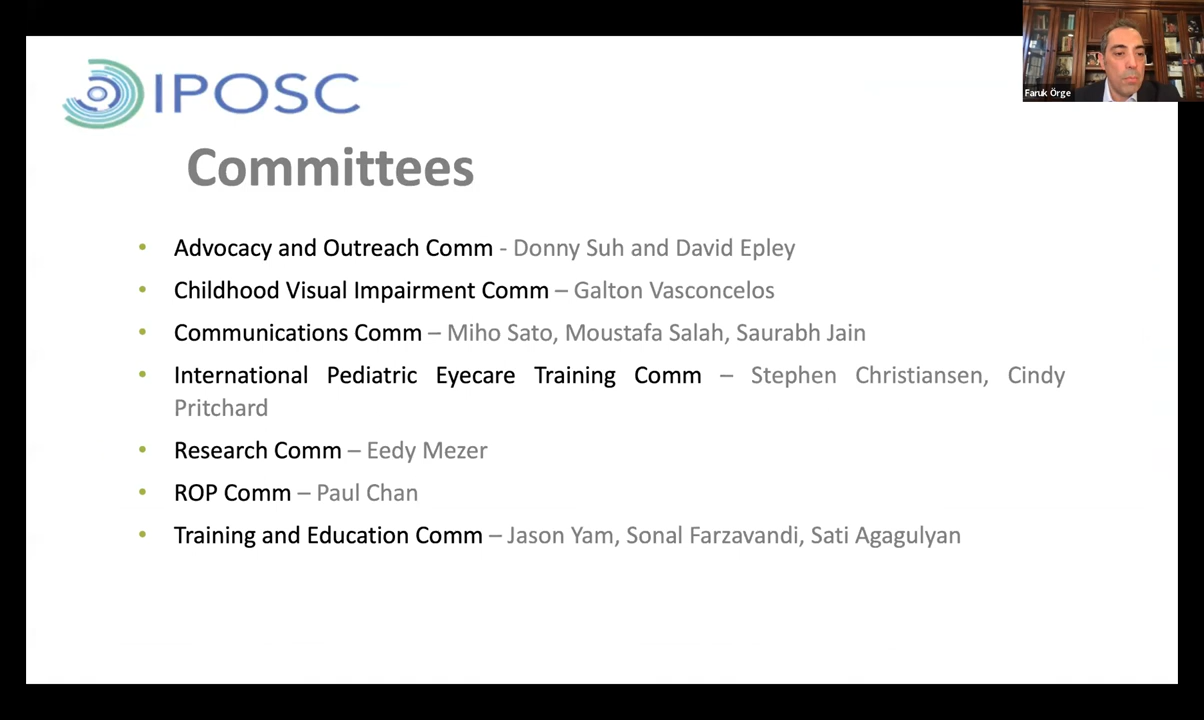 IPOSC
Faruk Örge
Committees
• Advocacy and Outreach Comm - Donny Suh and David Epley
• Childhood Visual Impairment Comm – Galton Vasconcelos
• Communications Comm – Miho Sato, Moustafa Salah, Saurabh Jain
• International Pediatric Eyecare Training Comm – Stephen Christiansen, Cindy
Pritchard
• Research Comm – Eedy Mezer
• ROP Comm – Paul Chan
• Training and Education Comm – Jason Yam, Sonal Farzavandi, Sati Agagulyan